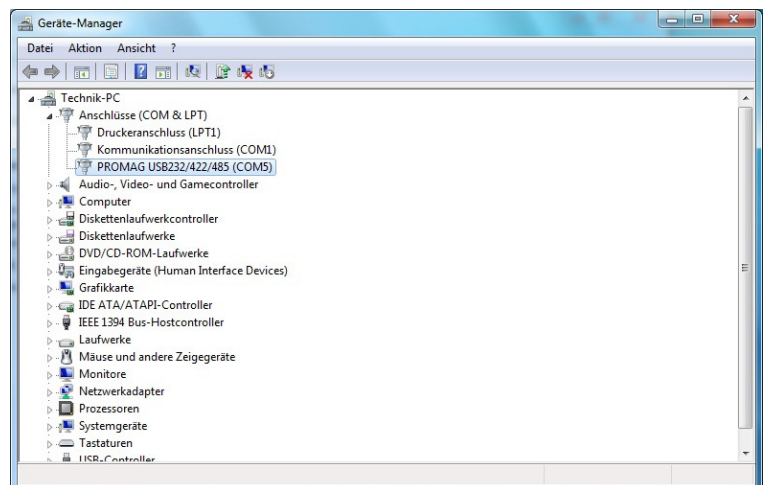 Geräte-Manager
Datei Aktion Ansicht ?
Technik-PC
Anschlüsse (COM & LPT)
Druckeranschluss (LPT1)
Kommunikationsanschluss (COM1)
PROMAG USB232/422/485 (COM5)
Audio-, Video- und Gamecontroller
Computer
Diskettenlaufwerkcontroller
Diskettenlaufwerke
DVD/CD-ROM-Laufwerke
Eingabegeräte (Human Interface Devices)
Grafikkarte
IDE ATA/ATAPI-Controller
IEEE 1394 Bus-Hostcontroller
Laufwerke
Mäuse und andere Zeigegeräte
Monitore
Netzwerkadapter
Prozessoren
Systemgeräte
Tastaturen
USB-Controller